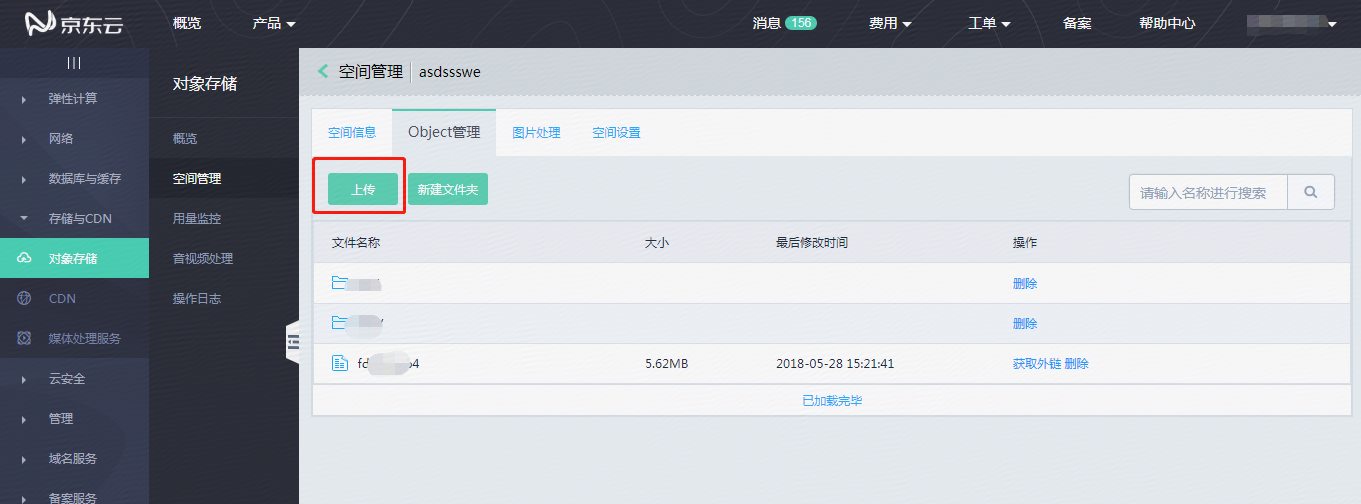 京东云 概览 产品 消息 156 费用 工单 备案 帮助中心
弹性计算
网络
数据库与缓存
存储与CDN
对象存储
CDN
媒体处理服务
云安全
管理
域名服务
备案服务
对象存储
概览
空间管理
用量监控
音视频处理
操作日志
空间管理 asdssswe
空间信息 Object管理 图片处理 空间设置
上传 新建文件夹 请输入名称进行搜索
文件名称 大小 最后修改时间 操作
删除
删除
5.62MB 2018-05-28 15:21:41 获取外链 删除
已加载完毕